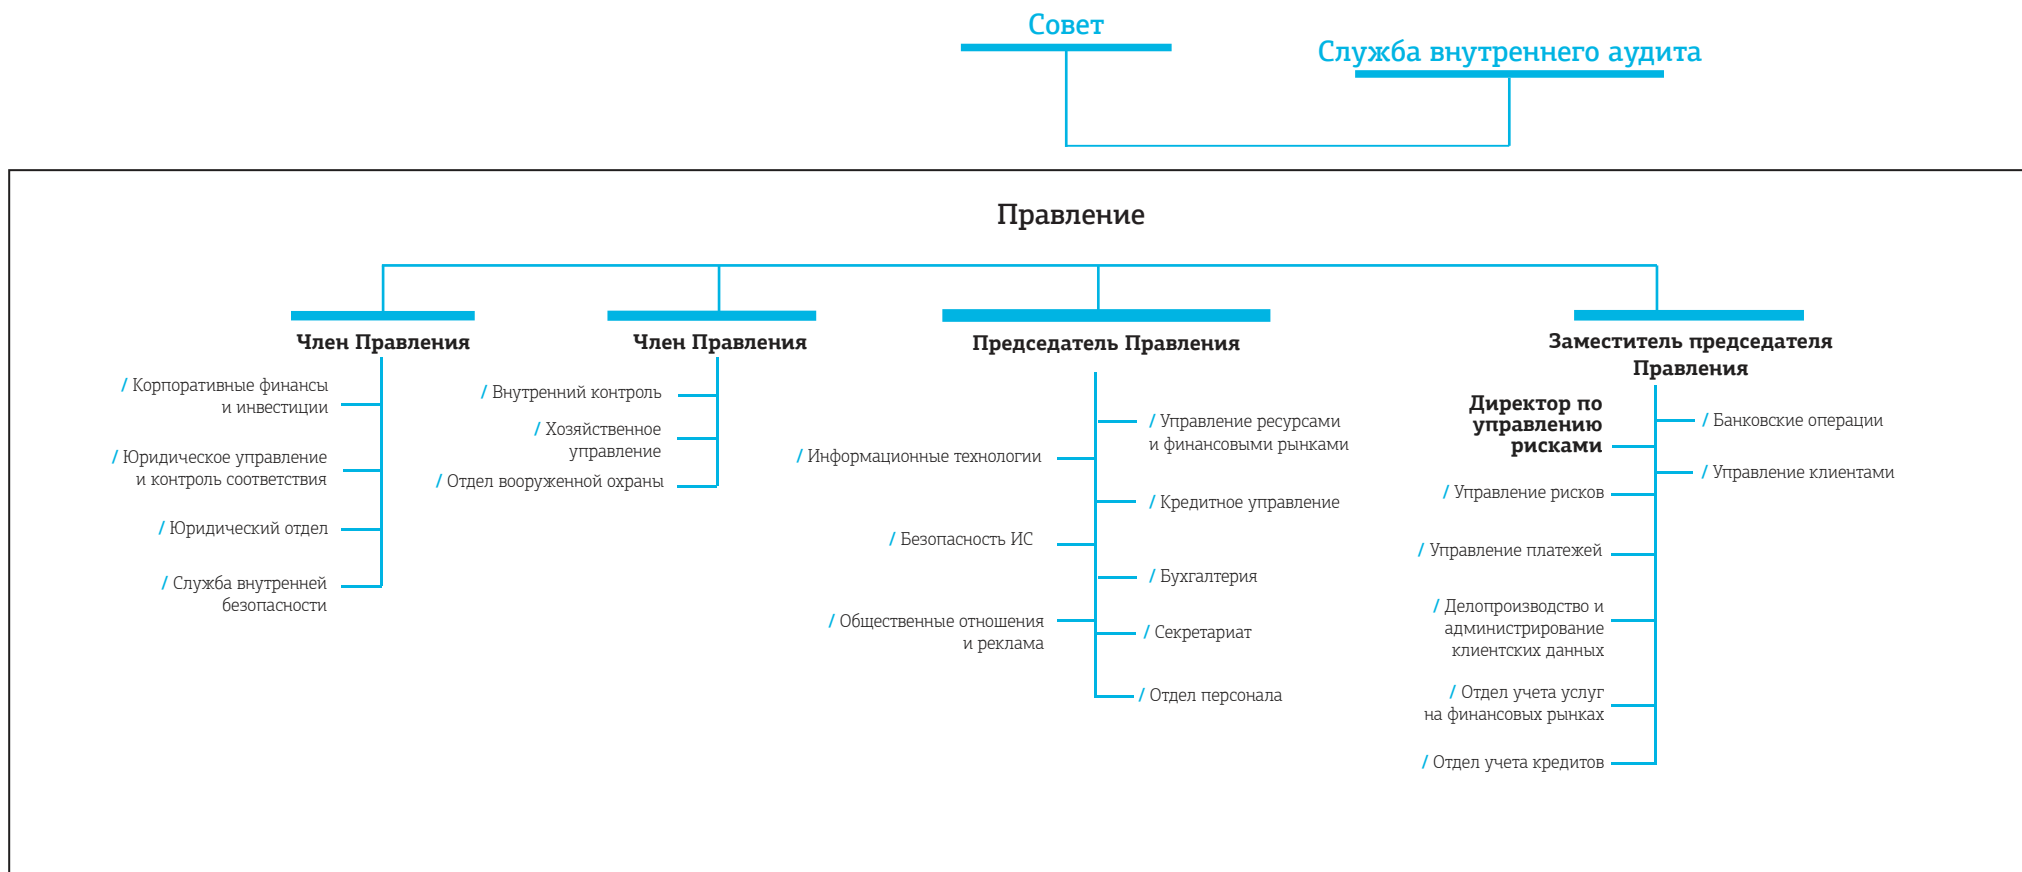 Совет
Служба внутреннего аудита
Правление
Член Правления
/ Корпоративные финансы
и инвестиции
/ Юридическое управление
и контроль соответствия
/ Юридический отдел
/ Служба внутренней
безопасности
Член Правления
/ Внутренний контроль
/ Хозяйственное
управление
/ Отдел вооруженной охраны
Председатель Правления
/ Информационные технологии
/ Безопасность ИС
/ Общественные отношения
и реклама
/ Управление ресурсами
и финансовыми рынками
/ Кредитное управление
/ Бухгалтерия
/ Секретариат
/ Отдел персонала
Заместитель председателя
Правления
Директор по
управлению
рисками
/ Управление рисков
/ Управление платежей
/ Делопроизводство и
администрирование
клиентских данных
/ Отдел учета услуг
на финансовых рынках
/ Отдел учета кредитов
/ Банковские операции
/ Управление клиентами